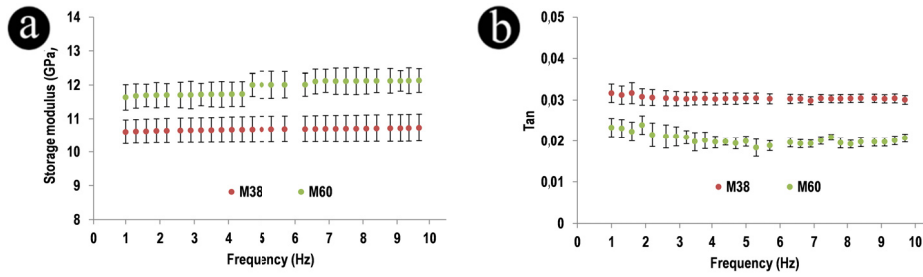 a
Storage modulus (GPa)
14
13
12
11
10
9
8
M38 M60
0 1 2 3 4 5 6 7 8 9 10
Frequency (Hz)
b
Tan
0,05
0,04
0,03
0,02
0,01
0
M38 M60
0 1 2 3 4 5 6 7 8 9 10
Frequency (Hz)